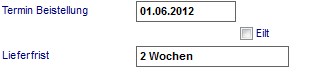 Termin Beistellung 01.06.2012
Eilt
Lieferfrist 2 Wochen